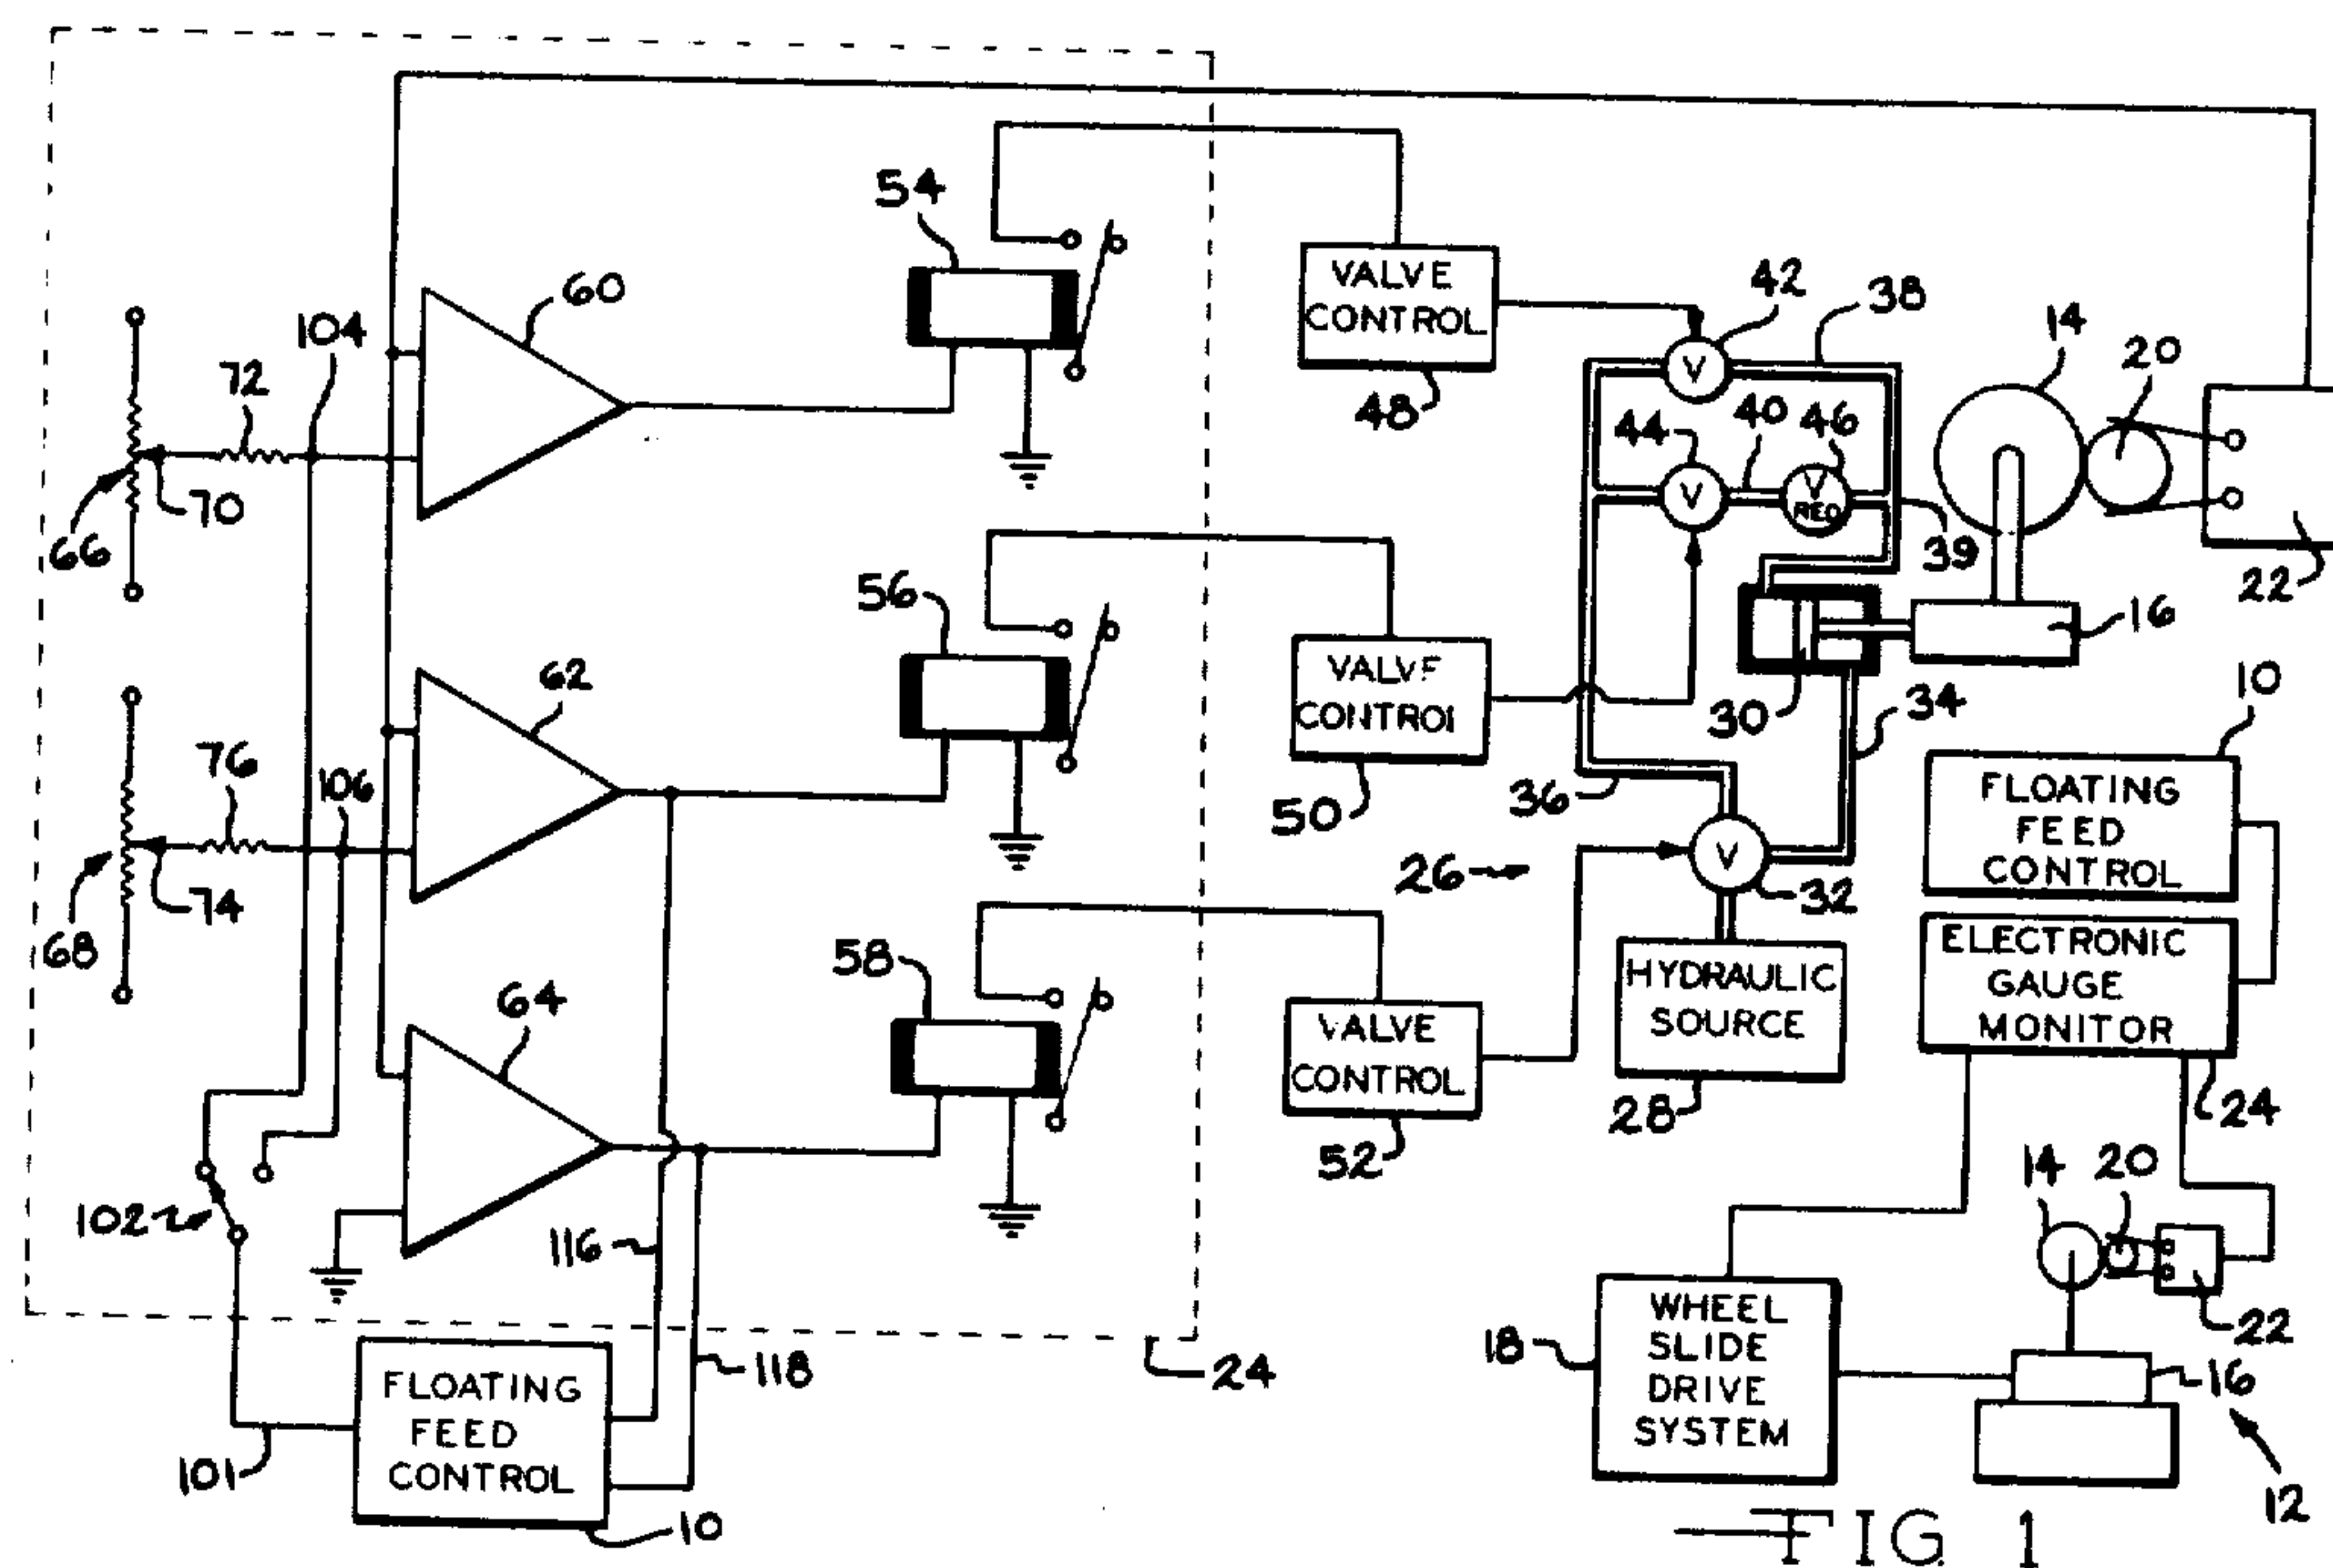 54
60
104
72
66
70
VALVE
CONTROL
48
42
38
14
20
44
40
46
V
V
V
REG
39
22
16
56
62
76
106
68
74
VALVE
CONTROL
50
30
34
36
10
FLOATING
FEED
CONTROL
26
V
32
58
64
VALVE
CONTROL
52
HYDRAULIC
SOURCE
28
ELECTRONIC
GAUGE
MONITOR
24
14
20
22
102
116
118
24
18
WHEEL
SLIDE
DRIVE
SYSTEM
16
12
101
FLOATING
FEED
CONTROL
10
FIG 1